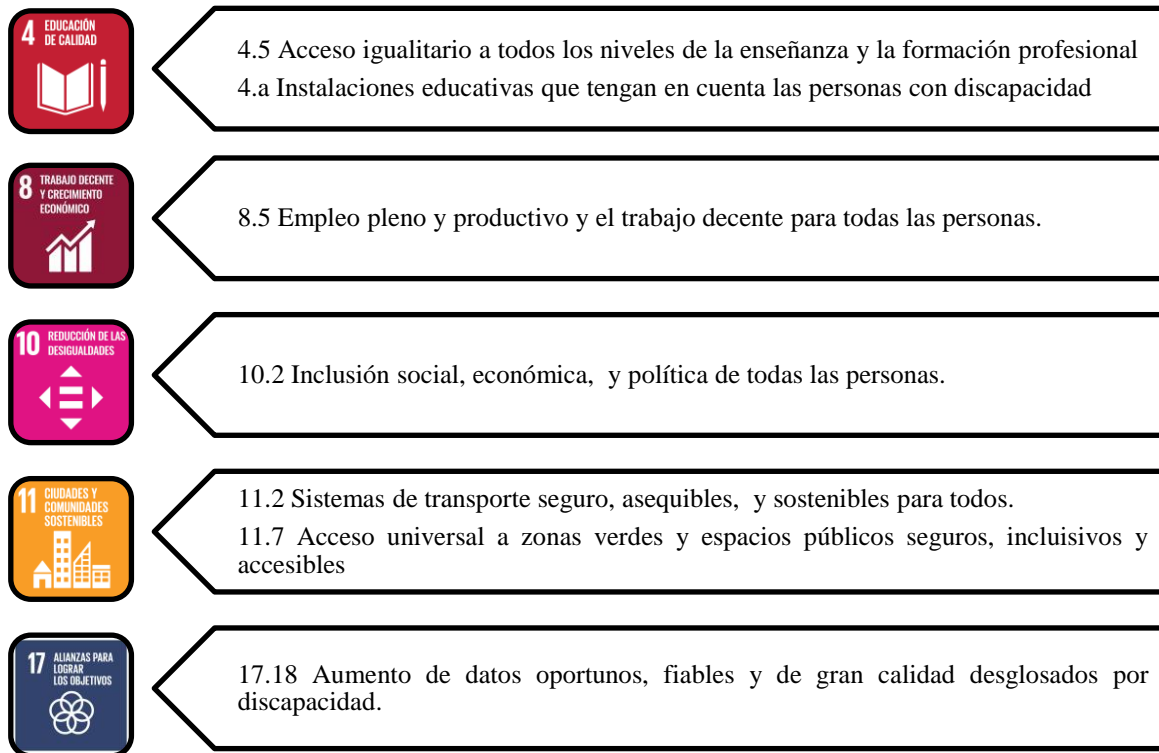 4 EDUCACIÓN
DE CALIDAD
4.5 Acceso igualitario a todos los niveles de la enseñanza y la formación profesional
4.a Instalaciones educativas que tengan en cuenta las personas con discapacidad
8 TRABAJO DECENTE
Y CRECIMIENTO
ECONÓMICO
8.5 Empleo pleno y productivo y el trabajo decente para todas las personas.
10 REDUCCIÓN DE LAS
DESIGUALDADES
10.2 Inclusión social, económica, y política de todas las personas.
11 CIUDADES Y
COMUNIDADES
SOSTENIBLES
11.2 Sistemas de transporte seguro, asequibles, y sostenibles para todos.
11.7 Acceso universal a zonas verdes y espacios públicos seguros, incluisivos y
accesibles
17 ALIANZAS PARA
LOGRAR
LOS OBJETIVOS
17.18 Aumento de datos oportunos, fiables y de gran calidad desglosados por
discapacidad.